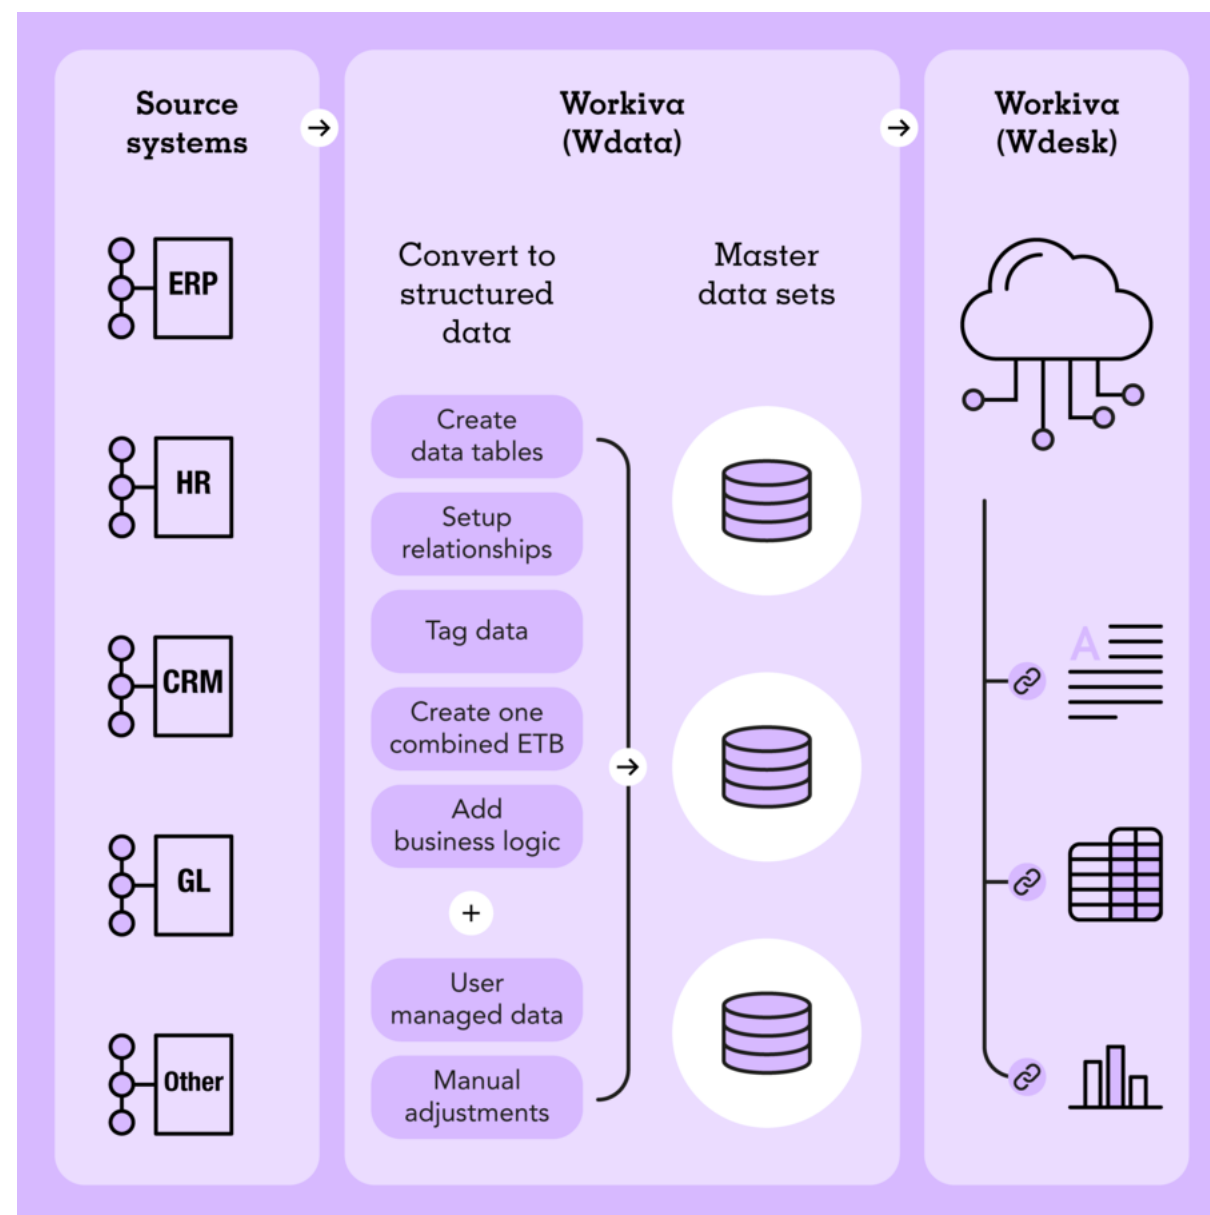 Source
systems
Workiva
(Wdata)
Workiva
(Wdesk)
ERP
HR
CRM
GL
Other
Convert to
structured
data
Create
data tables
Setup
relationships
Tag data
Create one
combined ETB
Add
business logic
+
User
managed data
Manual
adjustments
Master
data sets
A